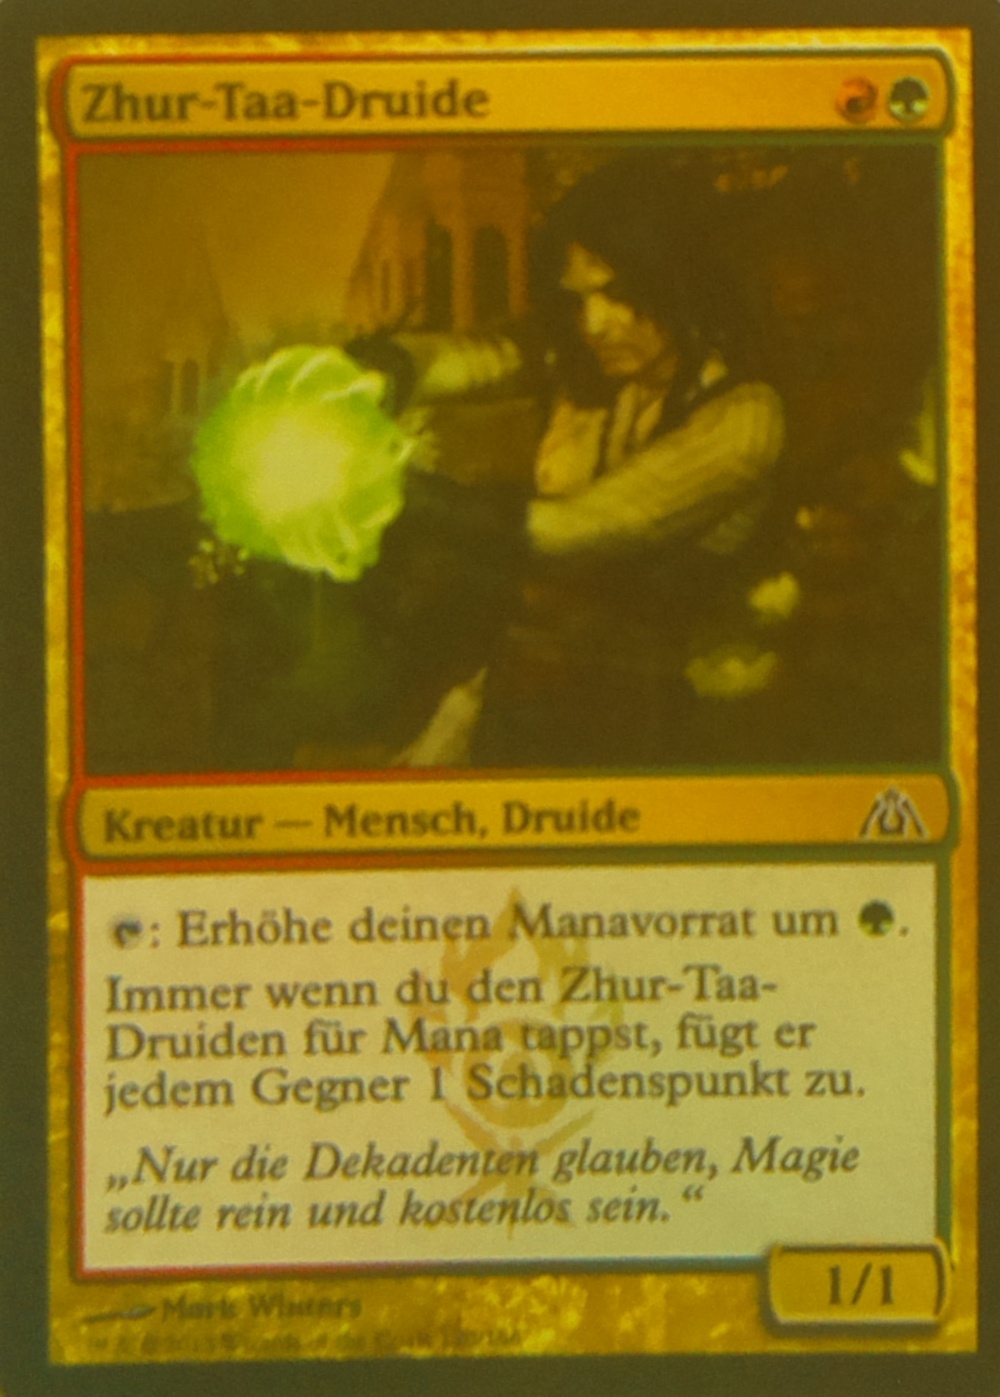 Zhur-Taa-Druide
Kreatur — Mensch, Druide
: Erhöhe deinen Manavorrat um .
Immer wenn du den Zhur-Taa-
Druiden für Mana tappst, fügt er
jedem Gegner 1 Schadenspunkt zu.
„Nur die Dekadenten glauben, Magie
sollte rein und kostenlos sein.“
1/1
Mark Winters